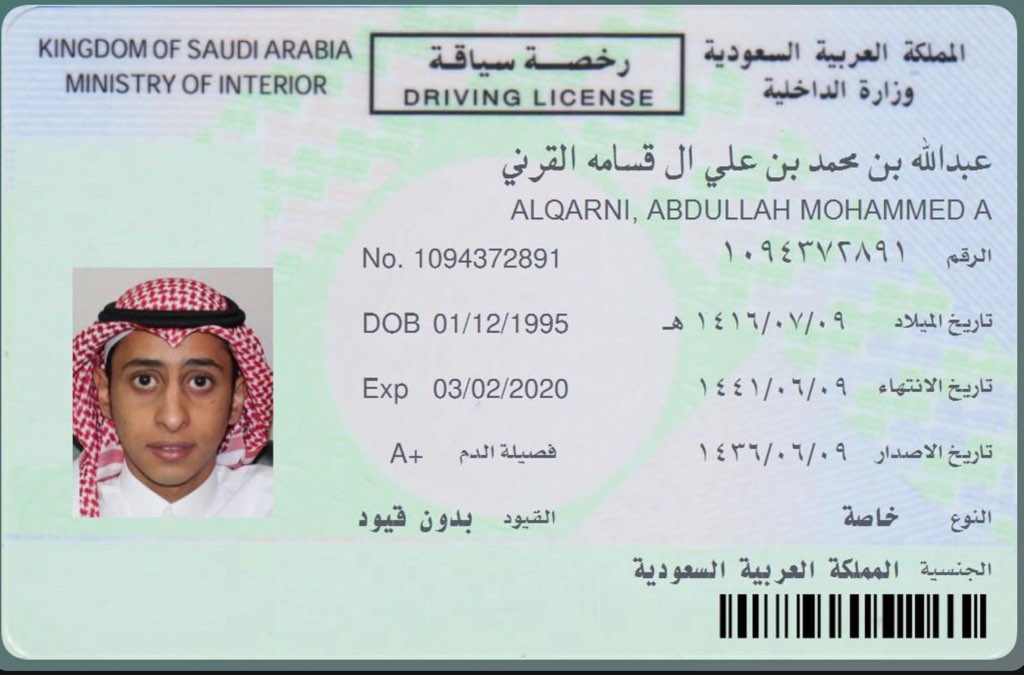 KINGDOM OF SAUDI ARABIA
MINISTRY OF INTERIOR
رخصة سياقة
DRIVING LICENSE
المملكة العربية السعودية
وزارة الداخلية
عبدالله بن محمد بن علي ال قسامه القرني
ALQARNI, ABDULLAH MOHAMMED A
الرقم ١٠٩٤٣٧٢٨٩١ No. 1094372891
تاريخ الميلاد ١٤١٦/٠٧/٠٩ هـ DOB 01/12/1995
تاريخ الانتهاء ١٤٤١/٠٦/٠٩ Exp 03/02/2020
تاريخ الاصدار ١٤٣٦/٠٦/٠٩ فصيلة الدم A+
النوع خاصة القيود بدون قيود
الجنسية المملكة العربية السعودية